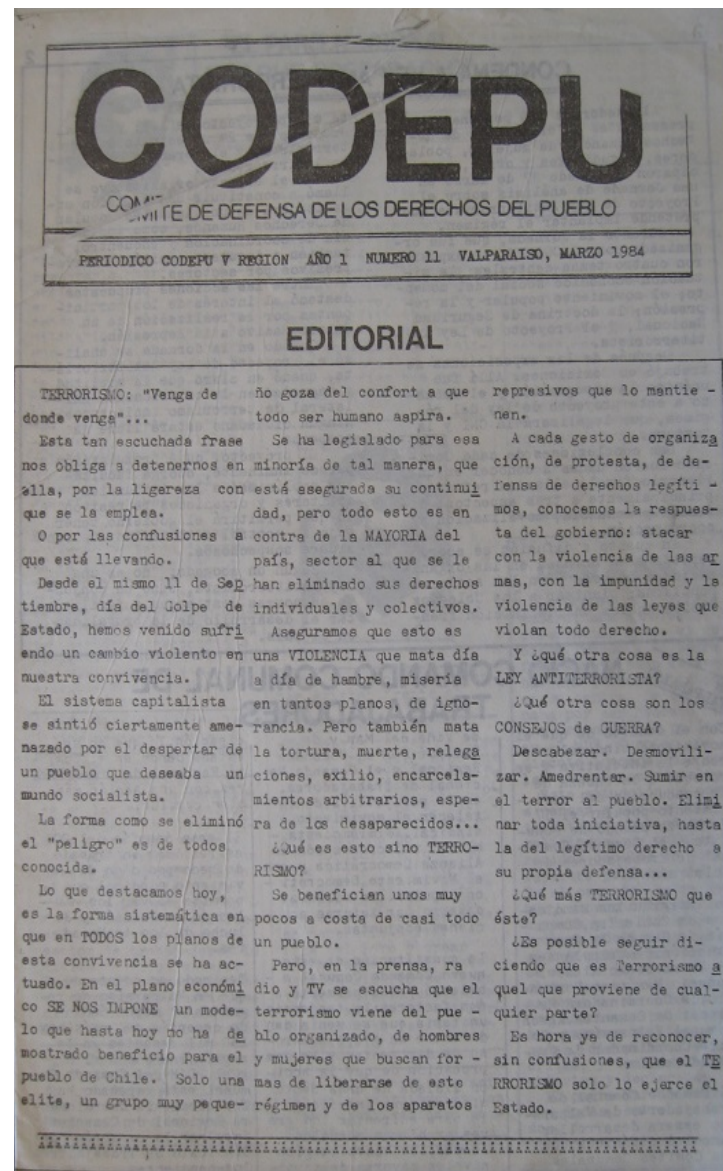 CODEPU
COMITE DE DEFENSA DE LOS DERECHOS DEL PUEBLO
PERIODICO CODEPU V REGION AÑO 1 NUMERO 11 VALPARAISO, MARZO 1984
EDITORIAL
TERRORISMO: "Venga de
donde venga"...
Esta tan escuchada frase
nos obliga a detenernos en
ella, por la ligereza con
que se la emplea.
O por las confusiones a
que está llevando.
Desde el mismo 11 de Sep
tiembre, día del Golpe de
Estado, hemos venido sufri
endo un cambio violento en
nuestra convivencia.
El sistema capitalista
se sintió ciertamente ame-
nazado por el despertar de
un pueblo que deseaba un
mundo socialista.
La forma como se eliminó
el "peligro" es de todos
conocida.
Lo que destacamos hoy,
es la forma sistemática en
que en TODOS los planos de
esta convivencia se ha ac-
tuado. En el plano económi
co SE NOS IMPONE un mode-
lo que hasta hoy no ha de
mostrado beneficio para el
pueblo de Chile. Solo una
elite, un grupo muy peque-
ño goza del confort a que
todo ser humano aspira.
Se ha legislado para esa
minoría de tal manera, que
está asegurada su continui
dad, pero todo esto es en
contra de la MAYORIA del
país, sector al que se le
han eliminado sus derechos
individuales y colectivos.
Aseguramos que esto es
una VIOLENCIA que mata día
a día de hambre, miseria
en tantos planos, de igno-
rancia. Pero también mata
la tortura, muerte, relega
ciones, exilio, encarcela-
mientos arbitrarios, espe-
ra de los desaparecidos...
¿Qué es esto sino TERRO-
RISMO?
Se benefician unos muy
pocos a costa de casi todo
un pueblo.
Pero, en la prensa, ra
dio y TV se escucha que el
terrorismo viene del pue -
blo organizado, de hombres
y mujeres que buscan for -
mas de liberarse de este
régimen y de los aparatos
represivos que lo mantie -
nen.
A cada gesto de organiza
ción, de protesta, de de-
fensa de derechos legíti -
mos, conocemos la respues-
ta del gobierno: atacar
con la violencia de las ar
mas, con la impunidad y la
violencia de las leyes que
violan todo derecho.
Y ¿qué otra cosa es la
LEY ANTITERRORISTA?
¿Qué otra cosa son los
CONSEJOS de GUERRA?
Descabezar. Desmovili-
zar. Amedrentar. Sumir en
el terror al pueblo. Elimi
nar toda iniciativa, hasta
la del legítimo derecho a
su propia defensa...
¿Qué más TERRORISMO que
éste?
¿Es posible seguir di-
ciendo que es Terrorismo a
quel que proviene de cual-
quier parte?
Es hora ya de reconocer,
sin confusiones, que el TE
RRORISMO solo lo ejerce el
Estado.